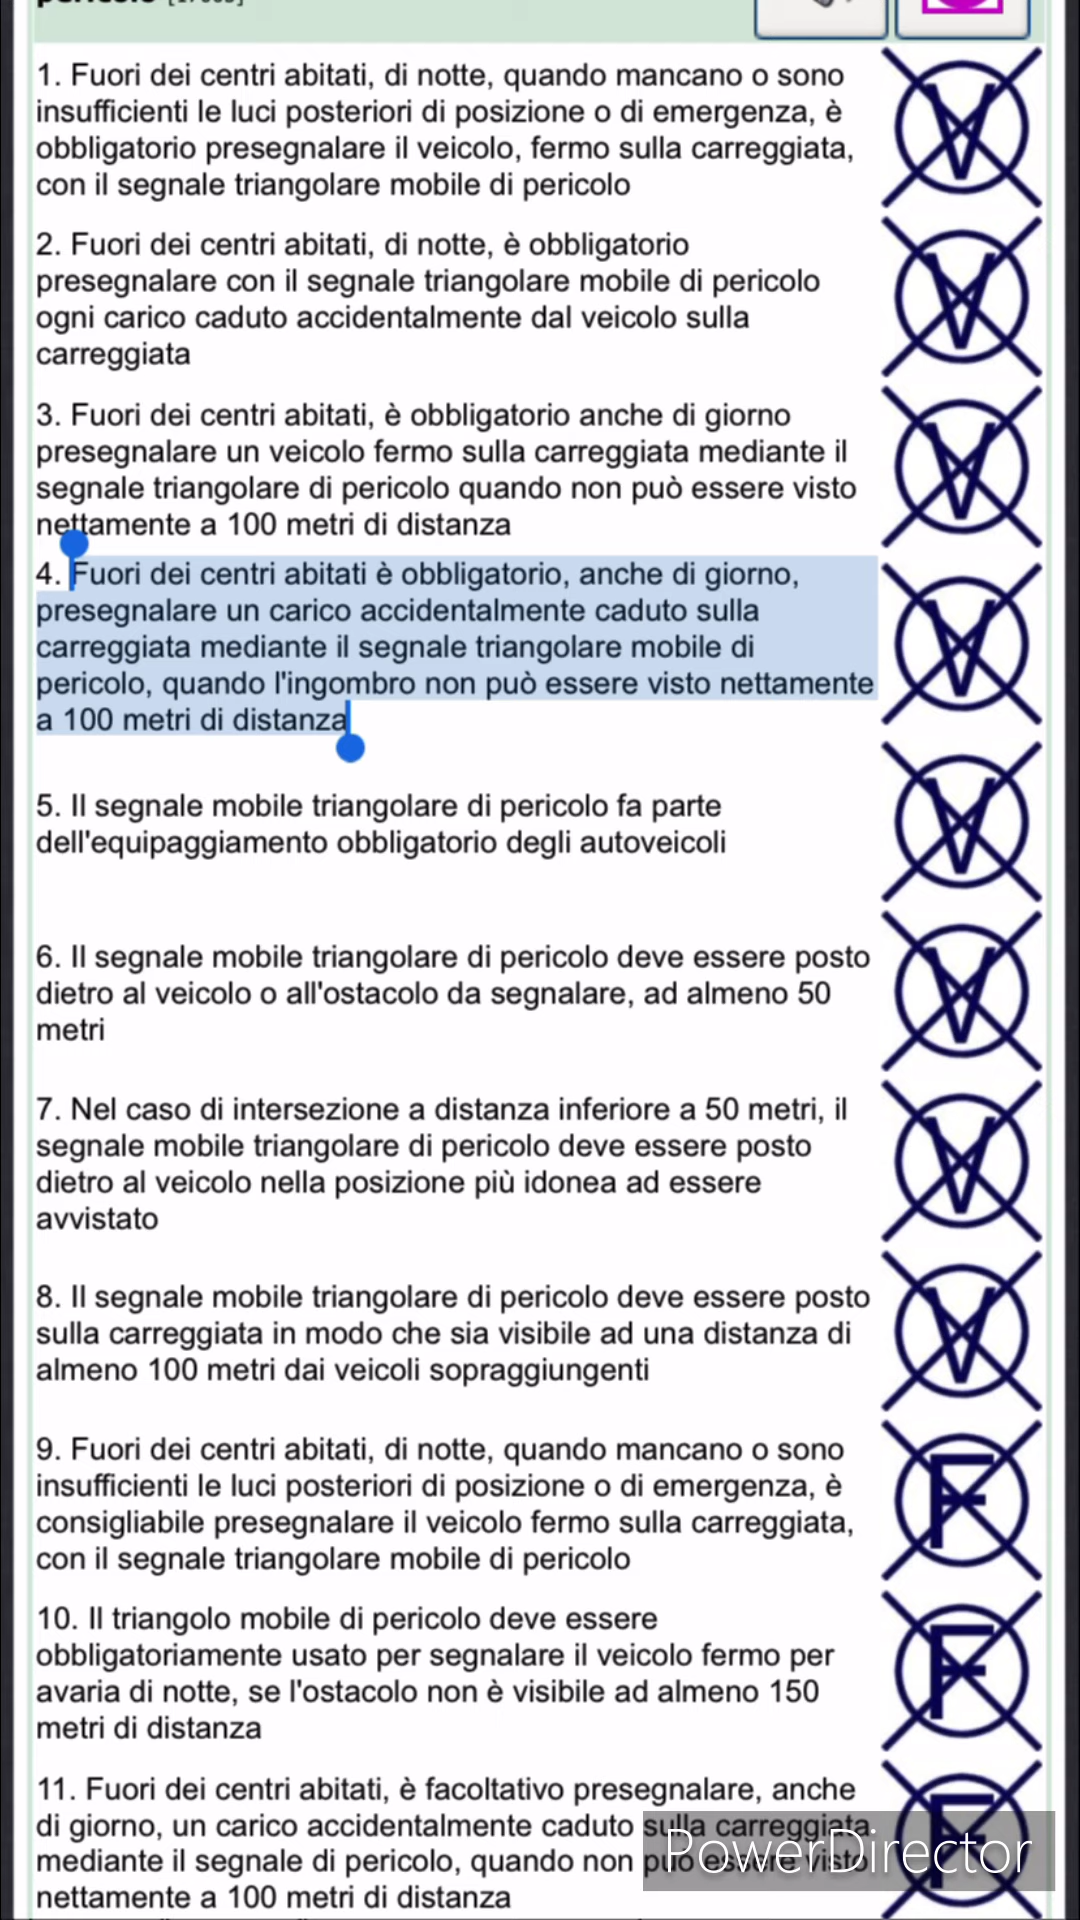 pericolo [17005]
1. Fuori dei centri abitati, di notte, quando mancano o sono
insufficienti le luci posteriori di posizione o di emergenza, è
obbligatorio presegnalare il veicolo, fermo sulla carreggiata,
con il segnale triangolare mobile di pericolo
V
2. Fuori dei centri abitati, di notte, è obbligatorio
presegnalare con il segnale triangolare mobile di pericolo
ogni carico caduto accidentalmente dal veicolo sulla
carreggiata
V
3. Fuori dei centri abitati, è obbligatorio anche di giorno
presegnalare un veicolo fermo sulla carreggiata mediante il
segnale triangolare di pericolo quando non può essere visto
nettamente a 100 metri di distanza
V
4. Fuori dei centri abitati è obbligatorio, anche di giorno,
presegnalare un carico accidentalmente caduto sulla
carreggiata mediante il segnale triangolare mobile di
pericolo, quando l'ingombro non può essere visto nettamente
a 100 metri di distanza
V
5. Il segnale mobile triangolare di pericolo fa parte
dell'equipaggiamento obbligatorio degli autoveicoli
V
6. Il segnale mobile triangolare di pericolo deve essere posto
dietro al veicolo o all'ostacolo da segnalare, ad almeno 50
metri
V
7. Nel caso di intersezione a distanza inferiore a 50 metri, il
segnale mobile triangolare di pericolo deve essere posto
dietro al veicolo nella posizione più idonea ad essere
avvistato
V
8. Il segnale mobile triangolare di pericolo deve essere posto
sulla carreggiata in modo che sia visibile ad una distanza di
almeno 100 metri dai veicoli sopraggiungenti
V
9. Fuori dei centri abitati, di notte, quando mancano o sono
insufficienti le luci posteriori di posizione o di emergenza, è
consigliabile presegnalare il veicolo fermo sulla carreggiata,
con il segnale triangolare mobile di pericolo
F
10. Il triangolo mobile di pericolo deve essere
obbligatoriamente usato per segnalare il veicolo fermo per
avaria di notte, se l'ostacolo non è visibile ad almeno 150
metri di distanza
F
11. Fuori dei centri abitati, è facoltativo presegnalare, anche
di giorno, un carico accidentalmente caduto sulla carreggiata
mediante il segnale di pericolo, quando non può essere visto
nettamente a 100 metri di distanza
F
PowerDirector